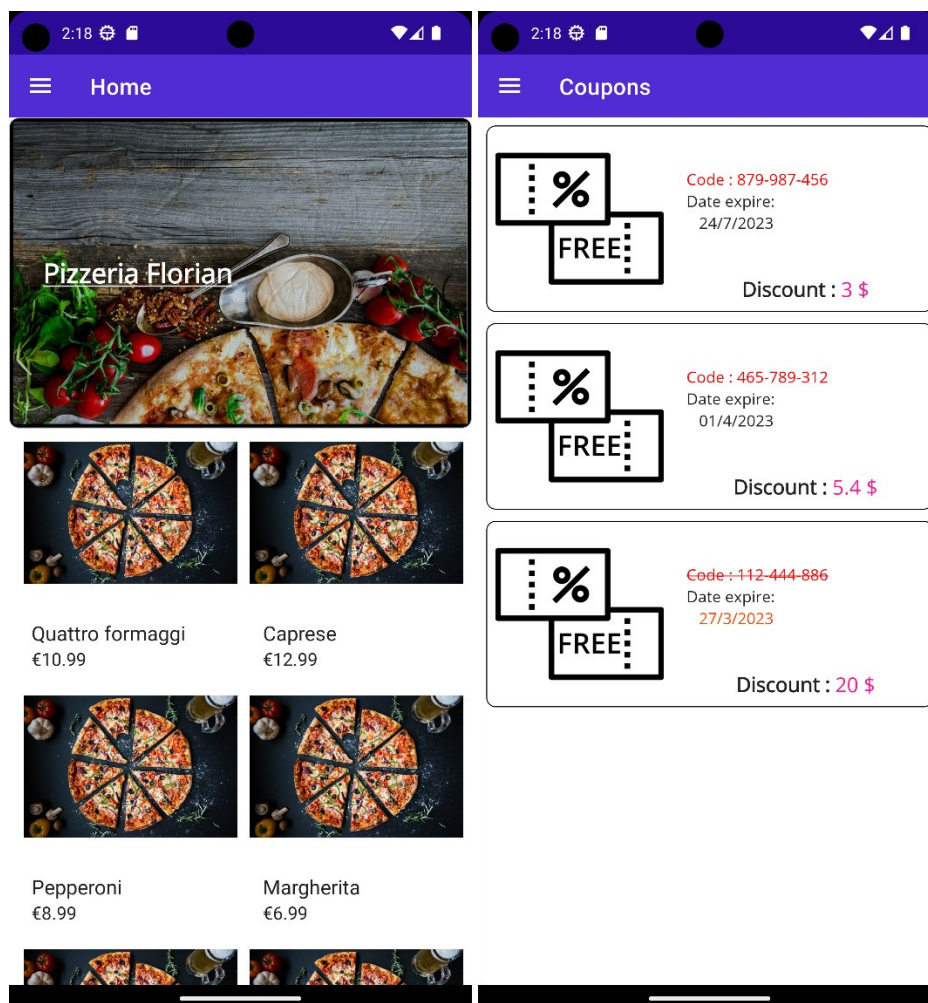 2:18
Home
Pizzeria Florian
Quattro formaggi
€10.99
Caprese
€12.99
Pepperoni
€8.99
Margherita
€6.99
2:18
Coupons
%
FREE
Code : 879-987-456
Date expire:
24/7/2023
Discount : 3 $
%
FREE
Code : 465-789-312
Date expire:
01/4/2023
Discount : 5.4 $
%
FREE
Code : 112-444-886
Date expire:
27/3/2023
Discount : 20 $